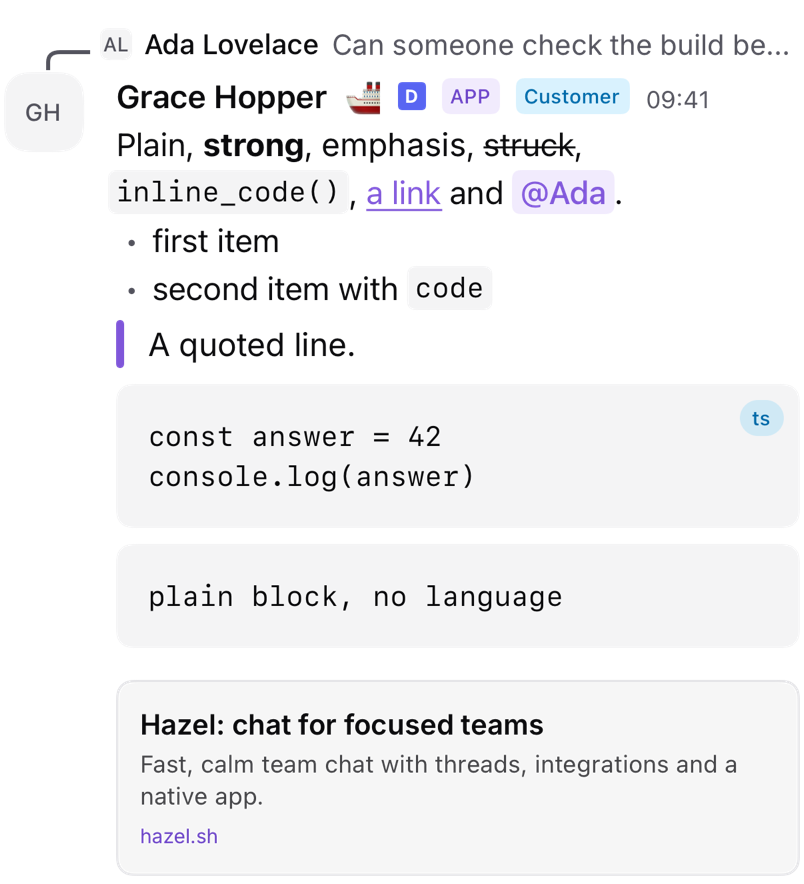 AL Ada Lovelace Can someone check the build be...
GH
Grace Hopper D APP Customer 09:41
Plain, strong, emphasis, struck,
inline_code(), a link and @Ada.
• first item
• second item with code
A quoted line.
ts
const answer = 42
console.log(answer)
plain block, no language
Hazel: chat for focused teams
Fast, calm team chat with threads, integrations and a
native app.
hazel.sh